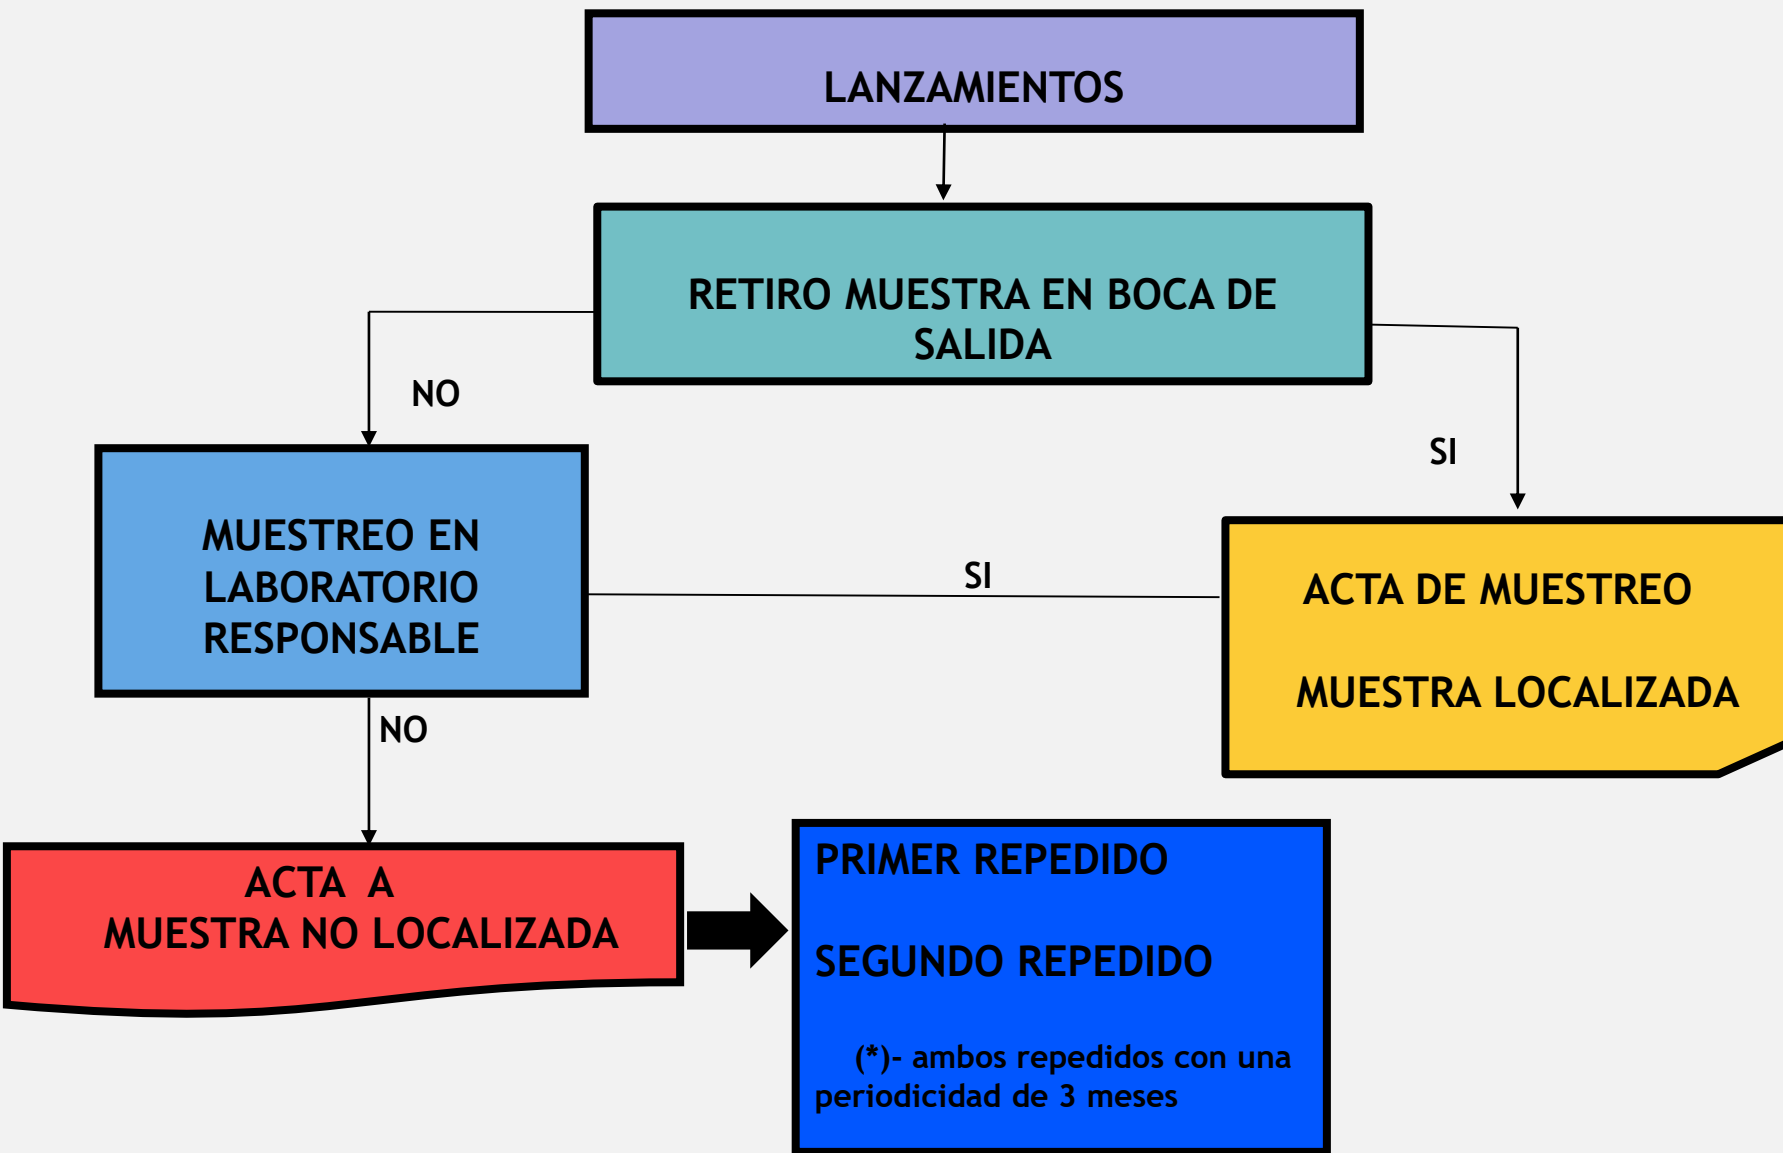 LANZAMIENTOS
RETIRO MUESTRA EN BOCA DE
SALIDA
NO
SI
MUESTREO EN
LABORATORIO
RESPONSABLE
SI
ACTA DE MUESTREO
MUESTRA LOCALIZADA
NO
ACTA A
MUESTRA NO LOCALIZADA
PRIMER REPEDIDO
SEGUNDO REPEDIDO
(*)- ambos repedidos con una
periodicidad de 3 meses